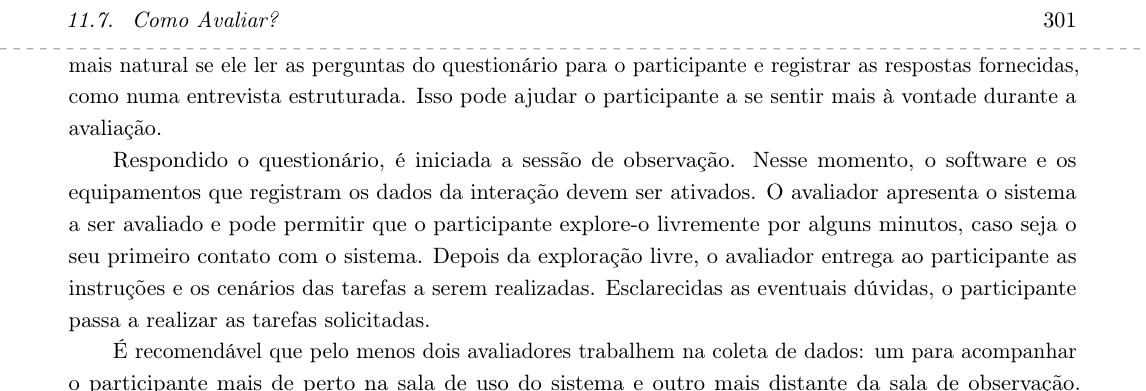 11.7. Como Avaliar? 301
mais natural se ele ler as perguntas do questionário para o participante e registrar as respostas fornecidas,
como numa entrevista estruturada. Isso pode ajudar o participante a se sentir mais à vontade durante a
avaliação.
Respondido o questionário, é iniciada a sessão de observação. Nesse momento, o software e os
equipamentos que registram os dados da interação devem ser ativados. O avaliador apresenta o sistema
a ser avaliado e pode permitir que o participante explore-o livremente por alguns minutos, caso seja o
seu primeiro contato com o sistema. Depois da exploração livre, o avaliador entrega ao participante as
instruções e os cenários das tarefas a serem realizadas. Esclarecidas as eventuais dúvidas, o participante
passa a realizar as tarefas solicitadas.
É recomendável que pelo menos dois avaliadores trabalhem na coleta de dados: um para acompanhar
o participante mais de perto na sala de uso do sistema e outro mais distante da sala de observação.